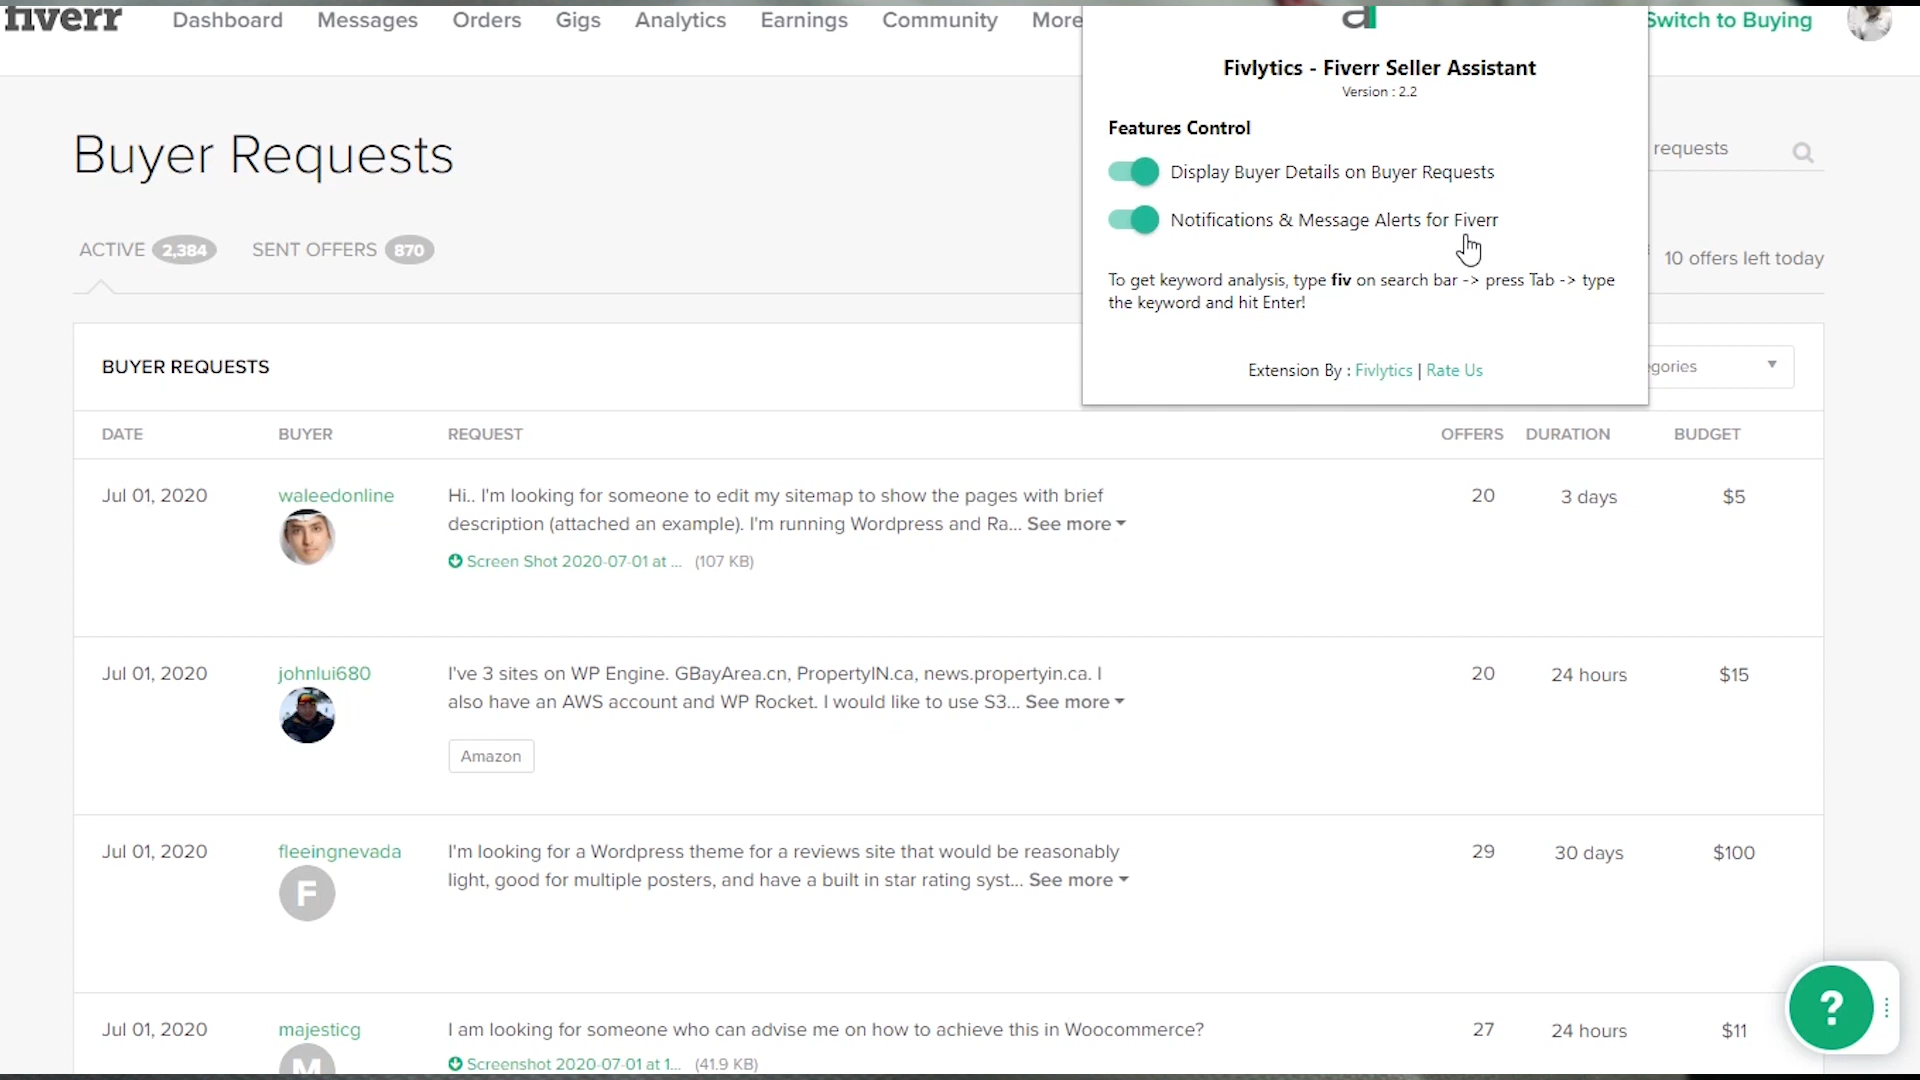 fiverr
Dashboard Messages Orders Gigs Analytics Earnings Community More
Switch to Buying
Fivlytics - Fiverr Seller Assistant
Version : 2.2
Features Control
Display Buyer Details on Buyer Requests
Notifications & Message Alerts for Fiverr
To get keyword analysis, type fiv on search bar -> press Tab -> type
the keyword and hit Enter!
Extension By : Fivlytics | Rate Us
Buyer Requests
requests
ACTIVE 2,384 SENT OFFERS 870
10 offers left today
BUYER REQUESTS
gories
DATE BUYER REQUEST OFFERS DURATION BUDGET
Jul 01, 2020 waleedonline Hi.. I'm looking for someone to edit my sitemap to show the pages with brief 20 3 days $5
description (attached an example). I'm running Wordpress and Ra... See more
Screen Shot 2020-07-01 at ... (107 KB)
Jul 01, 2020 johnlui680 I've 3 sites on WP Engine. GBayArea.cn, PropertyIN.ca, news.propertyin.ca. I 20 24 hours $15
also have an AWS account and WP Rocket. I would like to use S3... See more
Amazon
Jul 01, 2020 fleeingnevada I'm looking for a Wordpress theme for a reviews site that would be reasonably 29 30 days $100
light, good for multiple posters, and have a built in star rating syst... See more
F
Jul 01, 2020 majesticg I am looking for someone who can advise me on how to achieve this in Woocommerce? 27 24 hours $11
Screenshot 2020-07-01 at 1... (41.9 KB)
M
?